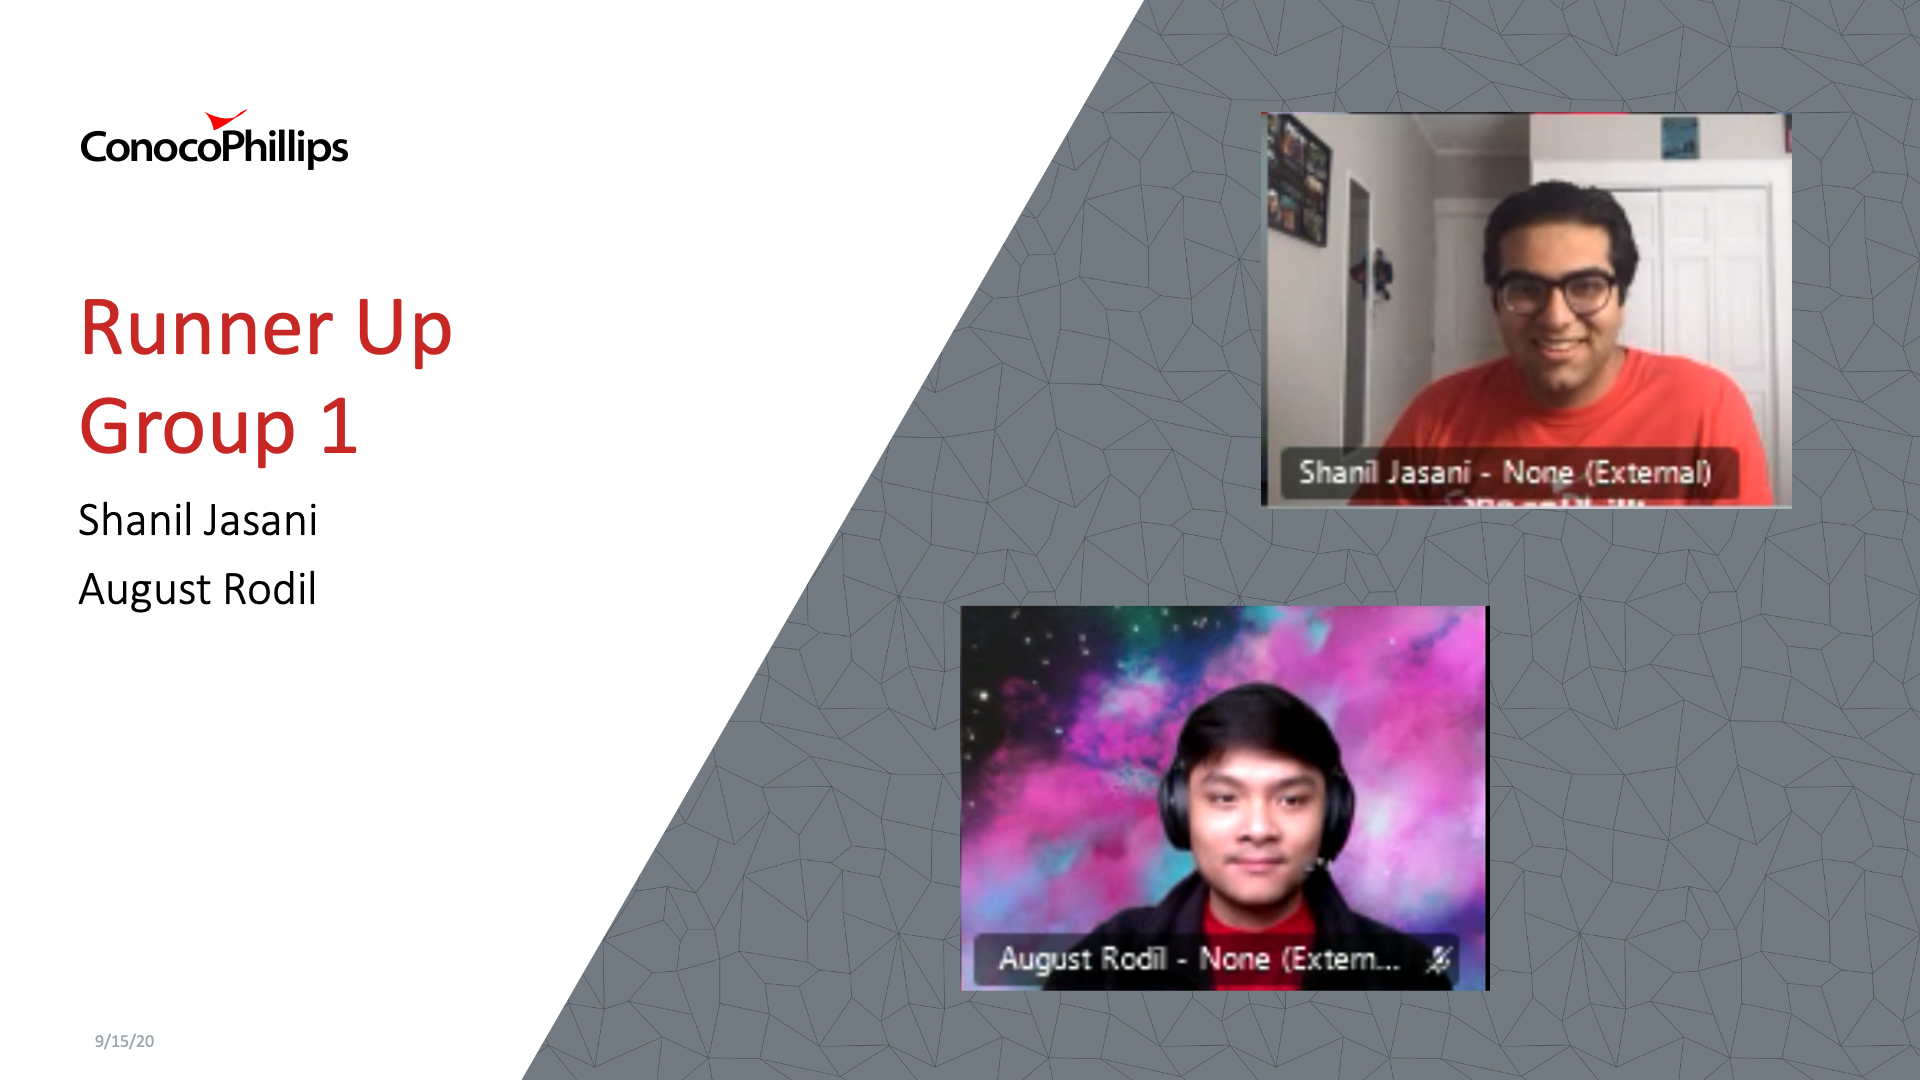 ConocoPhillips
Runner Up
Group 1
Shanil Jasani
August Rodil
Shanil Jasani - None (External)
August Rodil - None (Extern...
9/15/20